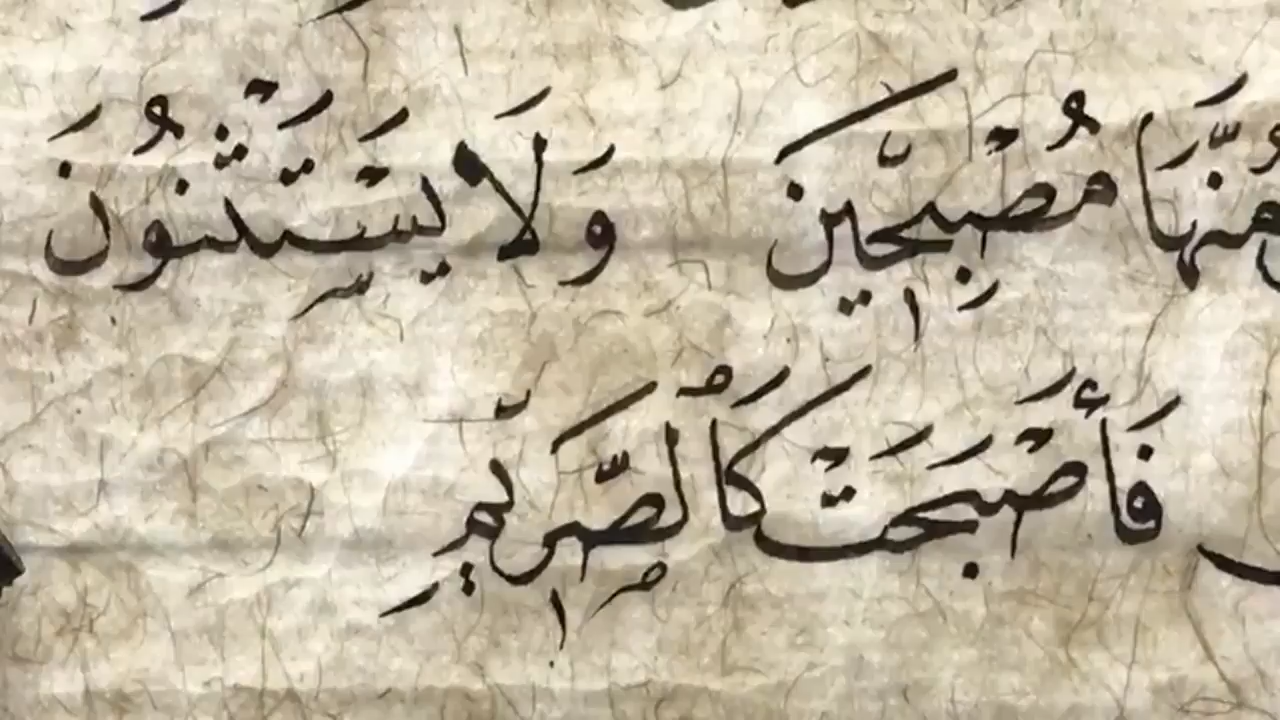 مُنَّهَا مُصْبِحِينَ وَلَا يَسْتَثْنُونَ
فَأَصْبَحَتْ كَالصَّرِيمِ